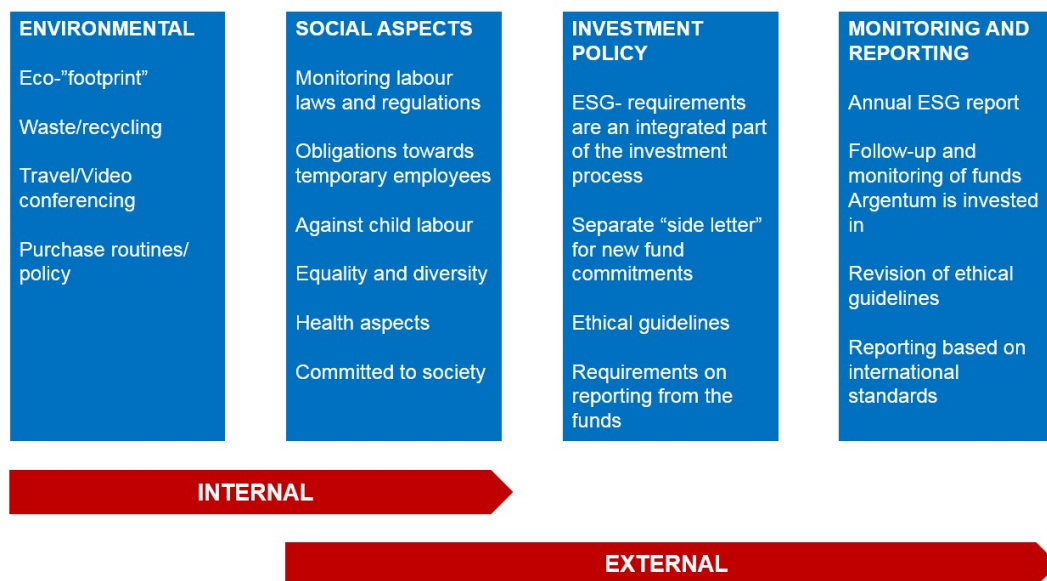 ENVIRONMENTAL
Eco-”footprint”
Waste/recycling
Travel/Video
conferencing
Purchase routines/
policy
SOCIAL ASPECTS
Monitoring labour
laws and regulations
Obligations towards
temporary employees
Against child labour
Equality and diversity
Health aspects
Committed to society
INVESTMENT
POLICY
ESG- requirements
are an integrated part
of the investment
process
Separate “side letter”
for new fund
commitments
Ethical guidelines
Requirements on
reporting from the
funds
MONITORING AND
REPORTING
Annual ESG report
Follow-up and
monitoring of funds
Argentum is invested
in
Revision of ethical
guidelines
Reporting based on
international
standards
INTERNAL
EXTERNAL